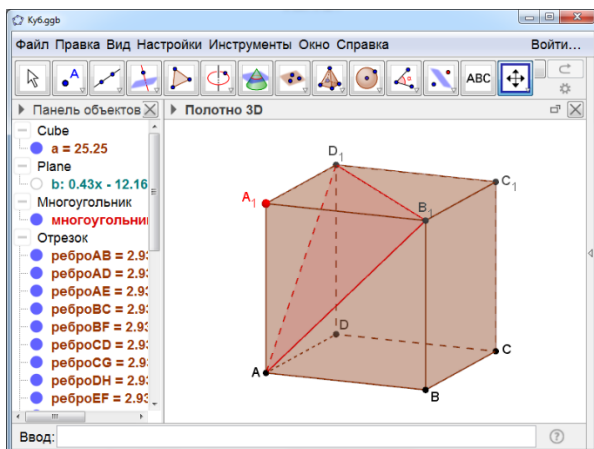 Куб.ggb
Файл Правка Вид Настройки Инструменты Окно Справка Войти...
A ABC
Панель объектов
Полотно 3D
Cube
a = 25.25
Plane
b: 0.43x - 12.16
Многоугольник
многоугольни
Отрезок
реброAB = 2.93
реброAD = 2.93
реброAE = 2.93
реброBC = 2.93
реброBF = 2.93
реброCD = 2.93
реброCG = 2.93
реброDH = 2.93
реброEF = 2.93
D1
C1
A1
B1
D
C
A
B
Ввод: